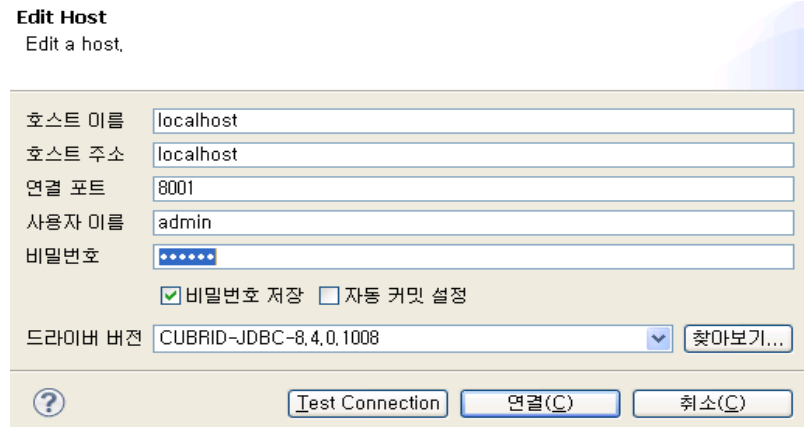 Edit Host
Edit a host.
호스트 이름 localhost
호스트 주소 localhost
연결 포트 8001
사용자 이름 admin
비밀번호 ••••••
비밀번호 저장 자동 커밋 설정
드라이버 버전 CUBRID-JDBC-8.4.0.1008 찾아보기...
? Test Connection 연결(C) 취소(C)